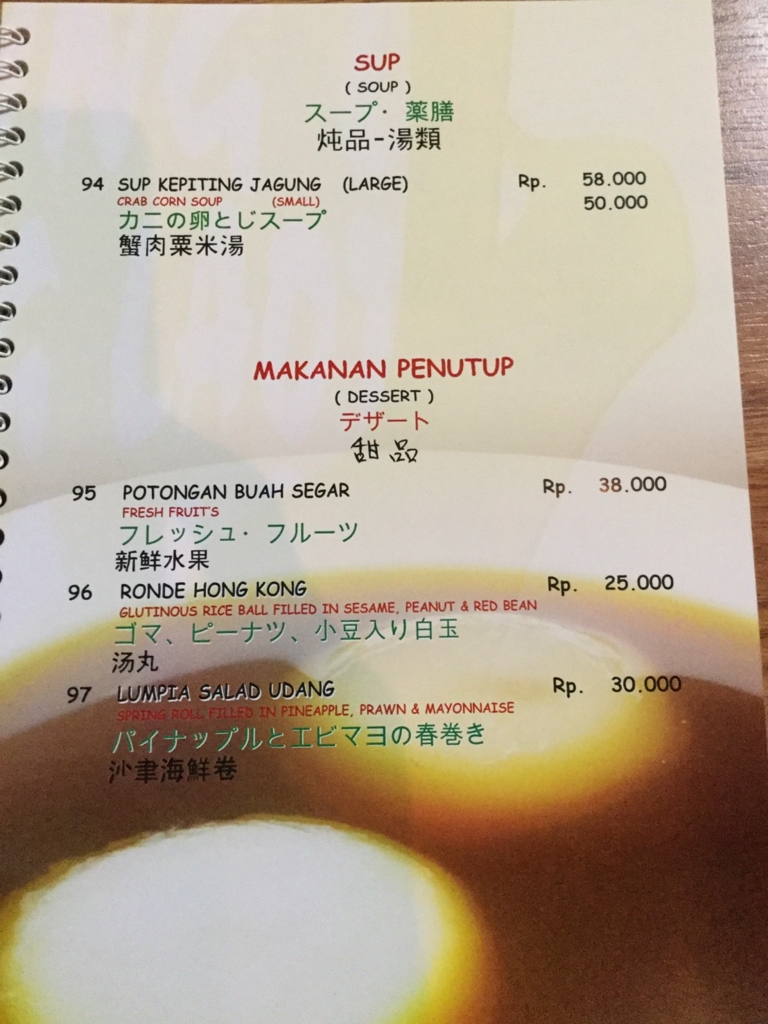 SUP
( SOUP )
スープ・薬膳
炖品-湯類
94 SUP KEPITING JAGUNG (LARGE) Rp. 58.000
CRAB CORN SOUP (SMALL) 50.000
カニの卵とじスープ
蟹肉粟米湯
MAKANAN PENUTUP
( DESSERT )
デザート
甜品
95 POTONGAN BUAH SEGAR Rp. 38.000
FRESH FRUIT'S
フレッシュ・フルーツ
新鮮水果
96 RONDE HONG KONG Rp. 25.000
GLUTINOUS RICE BALL FILLED IN SESAME, PEANUT & RED BEAN
ゴマ、ピーナツ、小豆入り白玉
汤丸
97 LUMPIA SALAD UDANG Rp. 30.000
SPRING ROLL FILLED IN PINEAPPLE, PRAWN & MAYONNAISE
パイナップルとエビマヨの春巻き
沙聿海鮮卷